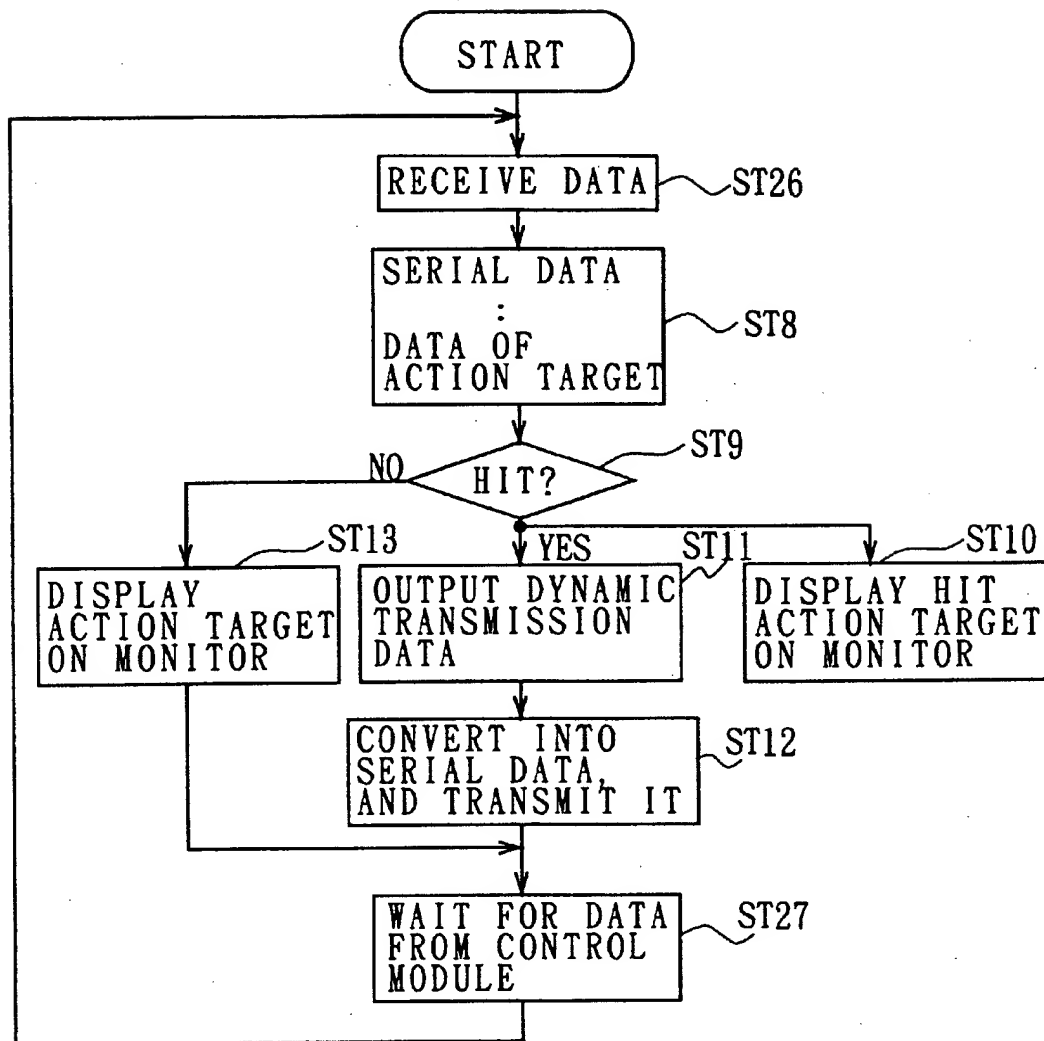 START
RECEIVE DATA
ST26
SERIAL DATA
:
DATA OF
ACTION TARGET
ST8
ST9
NO
HIT?
YES
ST13
ST11
ST10
DISPLAY
ACTION TARGET
ON MONITOR
OUTPUT DYNAMIC
TRANSMISSION
DATA
DISPLAY HIT
ACTION TARGET
ON MONITOR
CONVERT INTO
SERIAL DATA,
AND TRANSMIT IT
ST12
WAIT FOR DATA
FROM CONTROL
MODULE
ST27